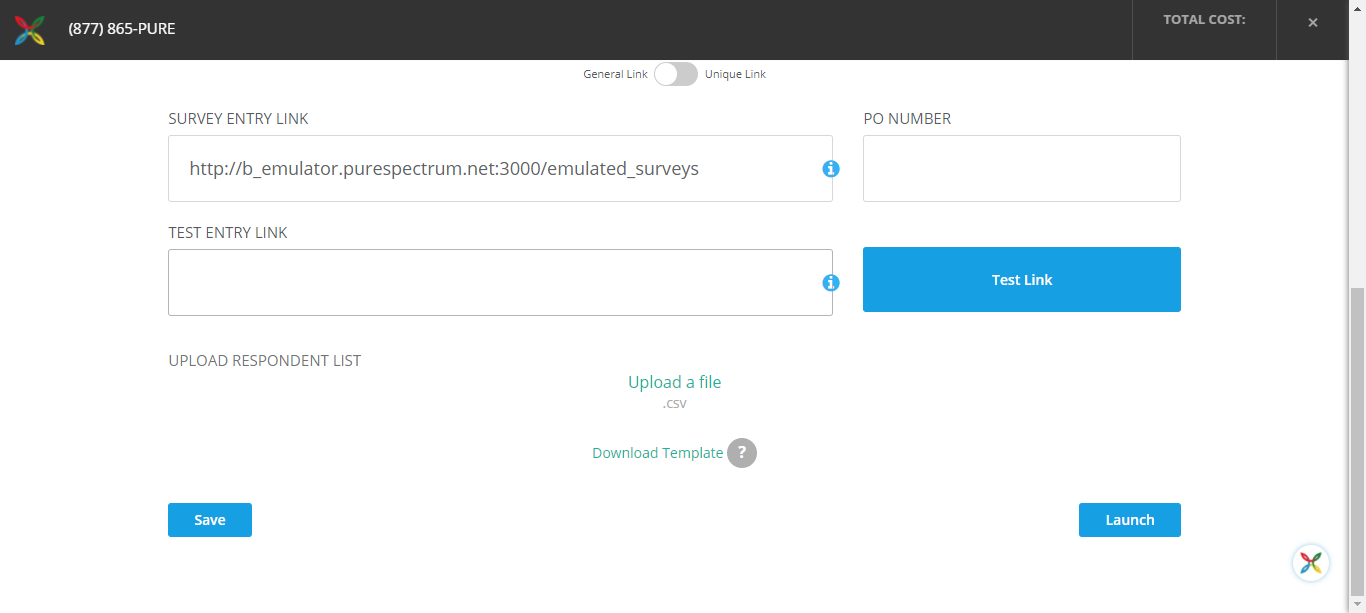 (877) 865-PURE
TOTAL COST:
×
General Link
Unique Link
SURVEY ENTRY LINK
PO NUMBER
http://b_emulator.purespectrum.net:3000/emulated_surveys
i
TEST ENTRY LINK
i
Test Link
UPLOAD RESPONDENT LIST
Upload a file
.csv
Download Template ?
Save
Launch